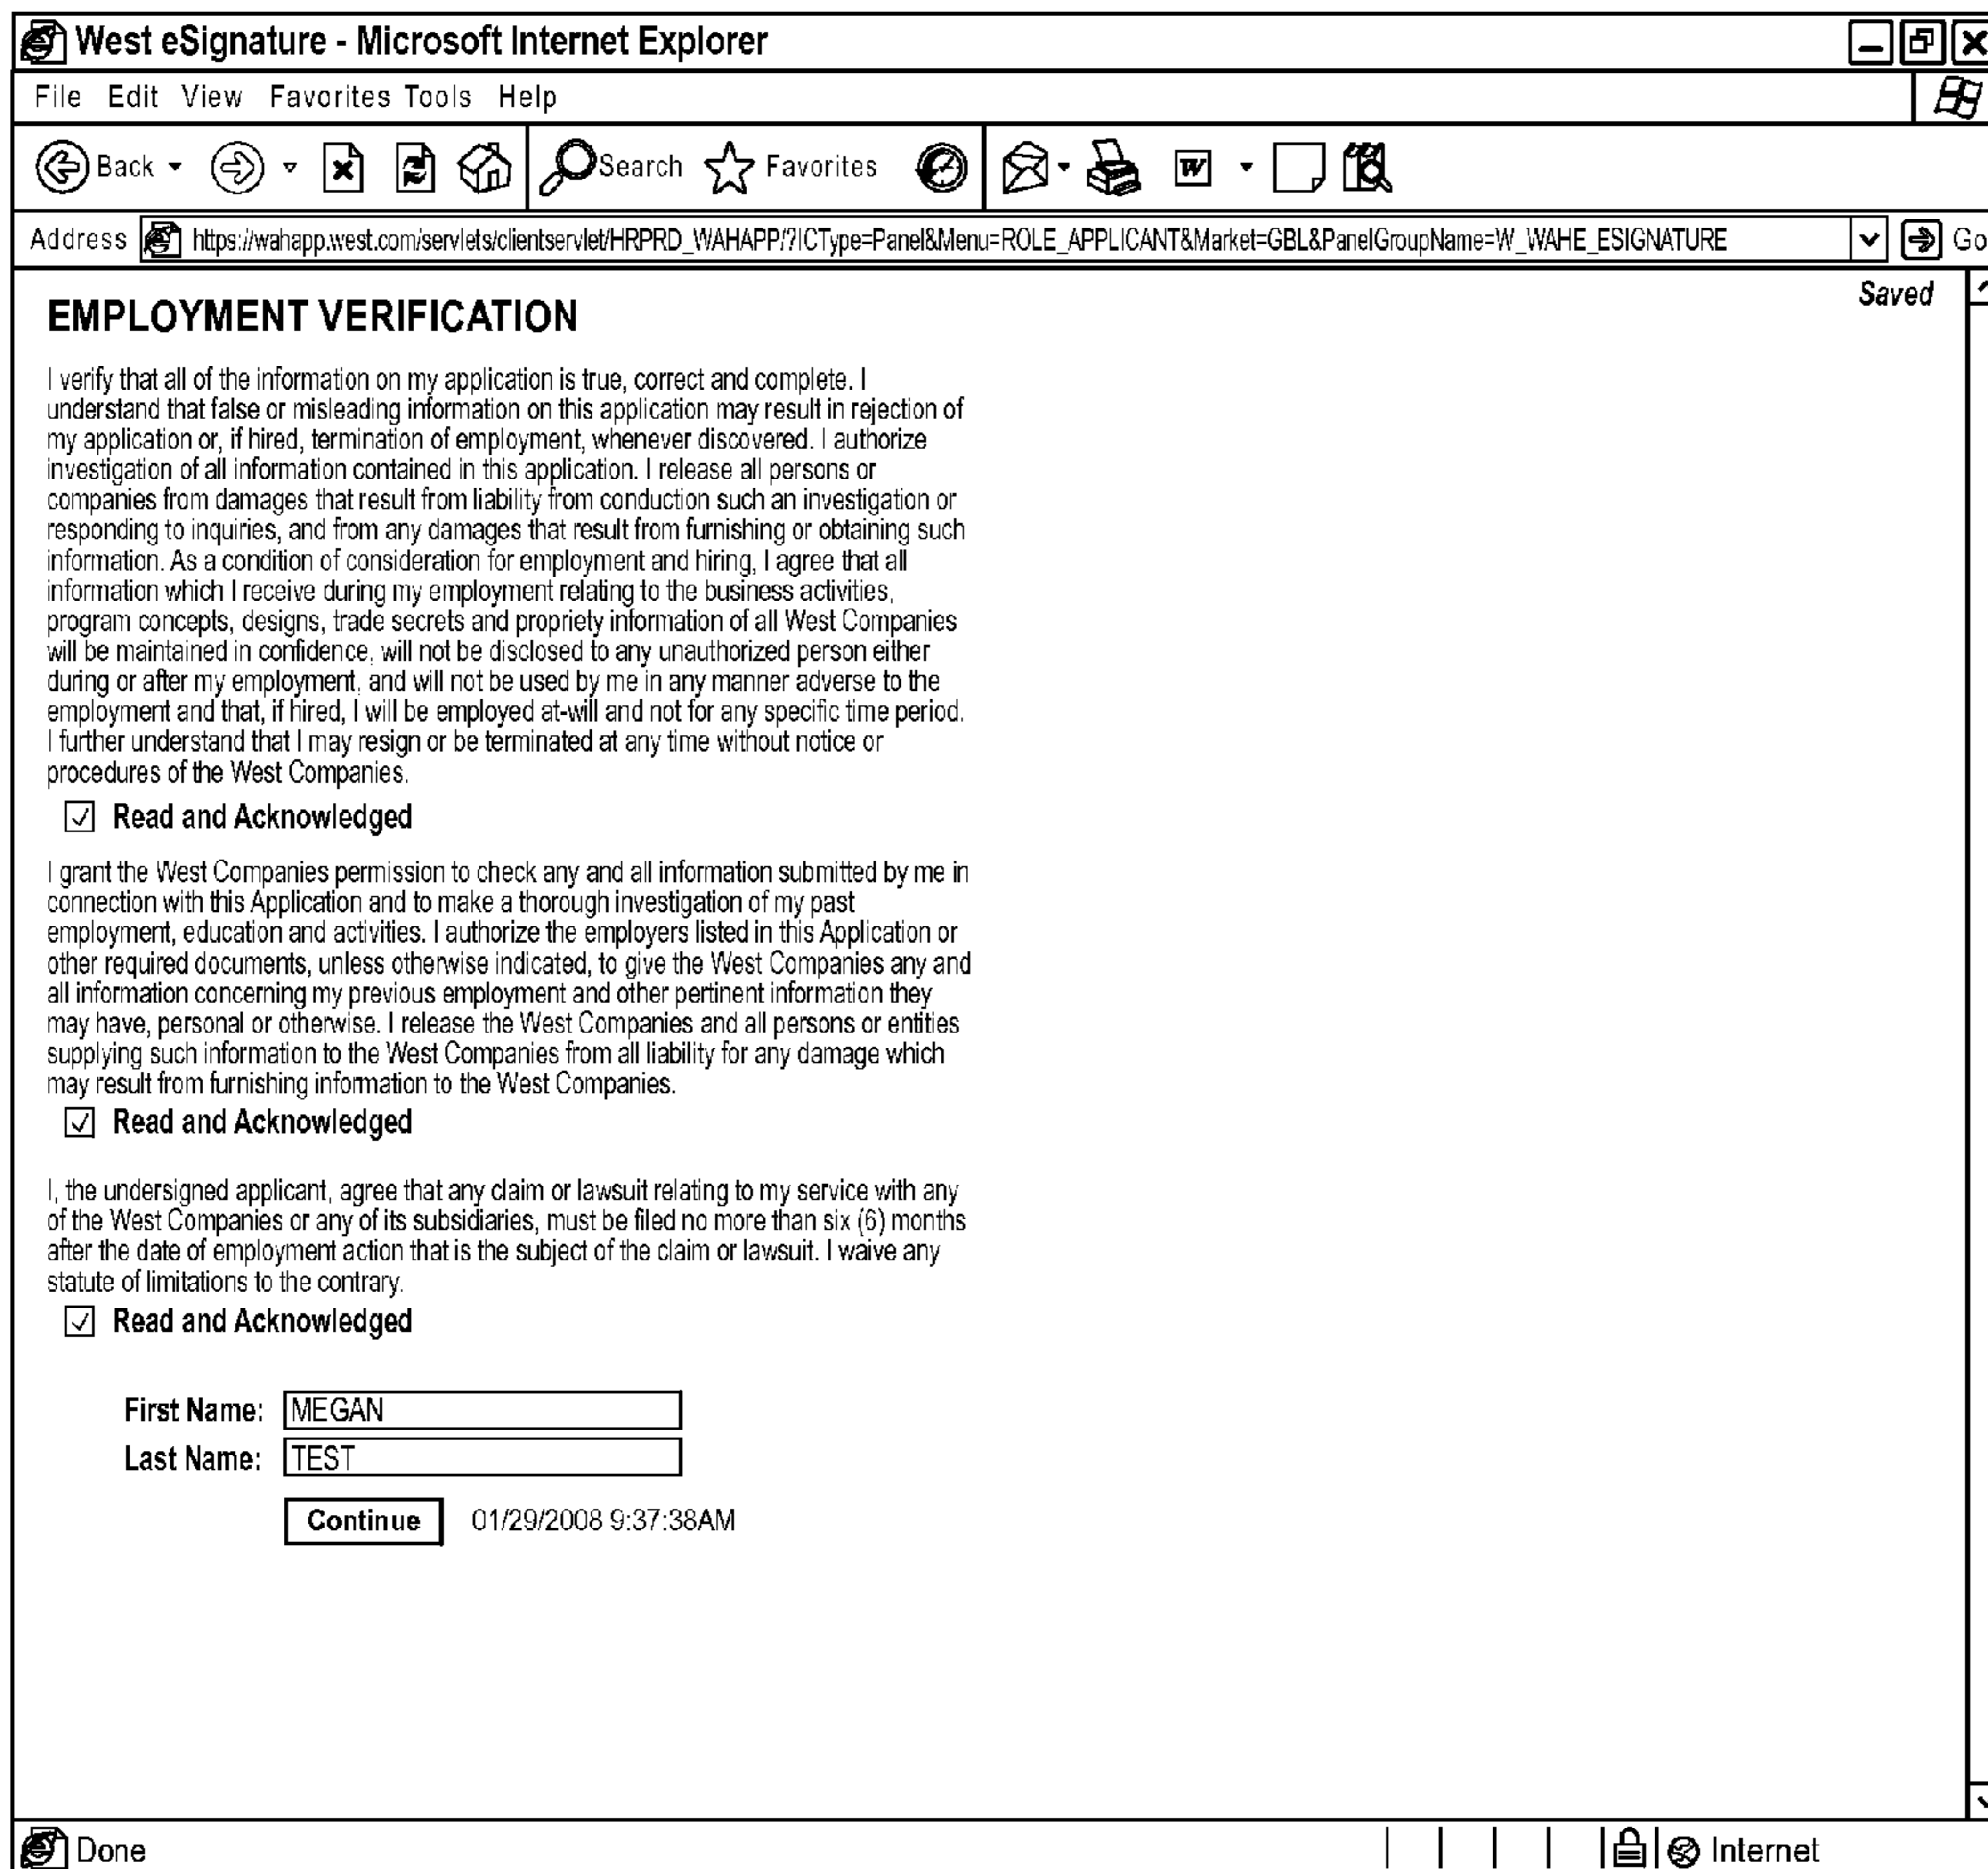 West eSignature - Microsoft Internet Explorer
File Edit View Favorites Tools Help
Back Search Favorites W
Address https://wahapp.west.com/servlets/clientservlet/HRPRD_WAHAPP/?ICType=Panel&Menu=ROLE_APPLICANT&Market=GBL&PanelGroupName=W_WAHE_ESIGNATURE Go
Saved
EMPLOYMENT VERIFICATION
I verify that all of the information on my application is true, correct and complete. I
understand that false or misleading information on this application may result in rejection of
my application or, if hired, termination of employment, whenever discovered. I authorize
investigation of all information contained in this application. I release all persons or
companies from damages that result from liability from conduction such an investigation or
responding to inquiries, and from any damages that result from furnishing or obtaining such
information. As a condition of consideration for employment and hiring, I agree that all
information which I receive during my employment relating to the business activities,
program concepts, designs, trade secrets and propriety information of all West Companies
will be maintained in confidence, will not be disclosed to any unauthorized person either
during or after my employment, and will not be used by me in any manner adverse to the
employment and that, if hired, I will be employed at-will and not for any specific time period.
I further understand that I may resign or be terminated at any time without notice or
procedures of the West Companies.
Read and Acknowledged
I grant the West Companies permission to check any and all information submitted by me in
connection with this Application and to make a thorough investigation of my past
employment, education and activities. I authorize the employers listed in this Application or
other required documents, unless otherwise indicated, to give the West Companies any and
all information concerning my previous employment and other pertinent information they
may have, personal or otherwise. I release the West Companies and all persons or entities
supplying such information to the West Companies from all liability for any damage which
may result from furnishing information to the West Companies.
Read and Acknowledged
I, the undersigned applicant, agree that any claim or lawsuit relating to my service with any
of the West Companies or any of its subsidiaries, must be filed no more than six (6) months
after the date of employment action that is the subject of the claim or lawsuit. I waive any
statute of limitations to the contrary.
Read and Acknowledged
First Name: MEGAN
Last Name: TEST
Continue 01/29/2008 9:37:38AM
Done Internet